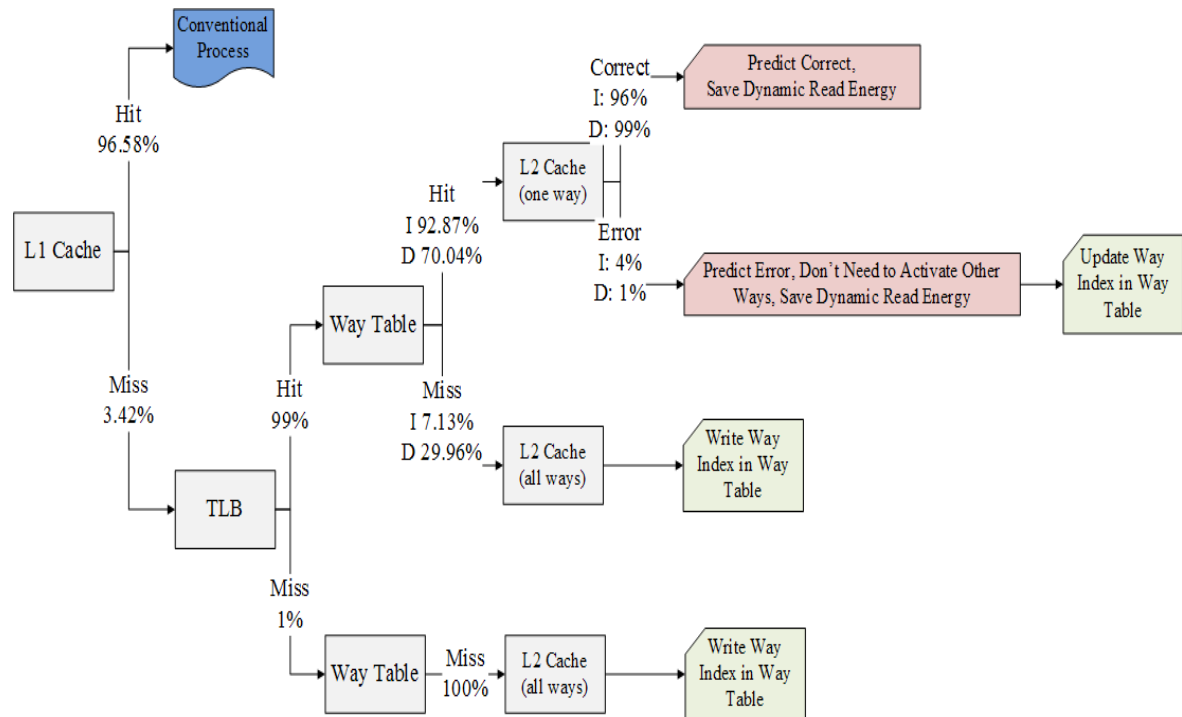 Conventional
Process
Hit
96.58%
L1 Cache
Miss
3.42%
TLB
Hit
99%
Miss
1%
Way Table
Hit
I 92.87%
D 70.04%
Miss
I 7.13%
D 29.96%
L2 Cache
(one way)
Correct
I: 96%
D: 99%
Error
I: 4%
D: 1%
Predict Correct,
Save Dynamic Read Energy
Predict Error, Don’t Need to Activate Other
Ways, Save Dynamic Read Energy
Update Way
Index in Way
Table
L2 Cache
(all ways)
Write Way
Index in Way
Table
Way Table
Miss
100%
L2 Cache
(all ways)
Write Way
Index in Way
Table